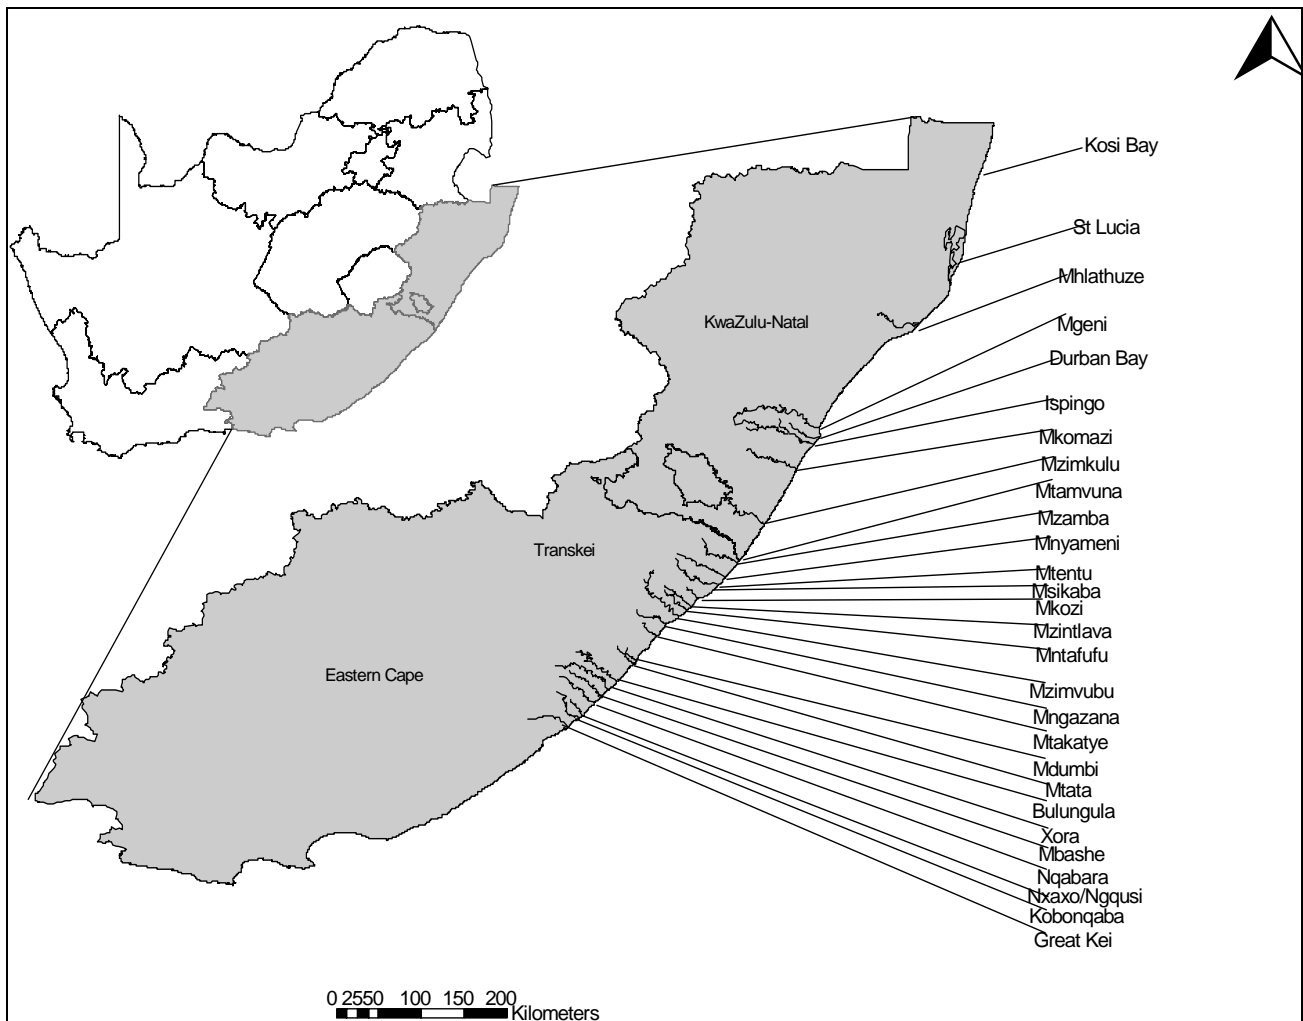 Kosi Bay
St Lucia
Mhlathuze
KwaZulu-Natal
Mgeni
Durban Bay
Ispingo
Mkomazi
Mzimkulu
Mtamvuna
Mzamba
Mnyameni
Transkei
Mtentu
Msikaba
Mkozi
Mzintlava
Mntafufu
Eastern Cape
Mzimvubu
Mngazana
Mtakatye
Mdumbi
Mtata
Bulungula
Xora
Mbashe
Nqabara
Nxaxo/Ngqusi
Kobonqaba
Great Kei
0 25 50 100 150 200
Kilometers